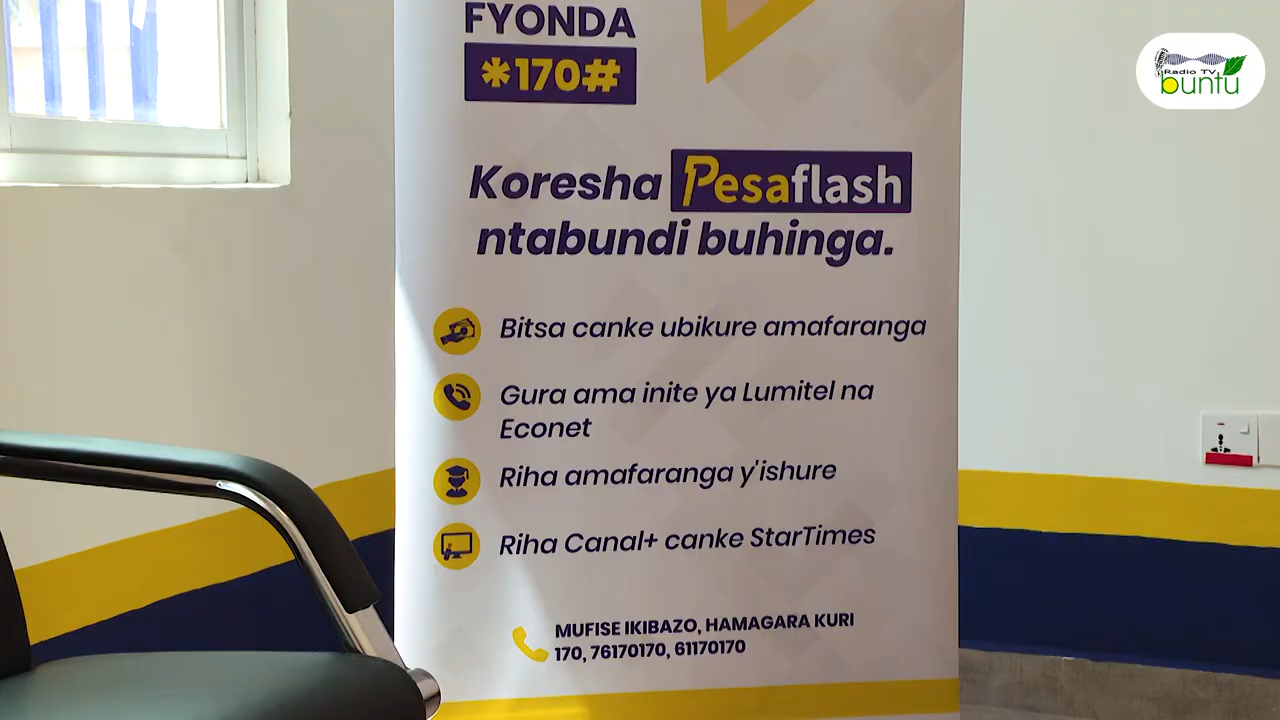 FYONDA
*170#
Radio TV
buntu
Koresha Pesaflash
ntabundi buhinga.
Bitsa canke ubikure amafaranga
Gura ama inite ya Lumitel na
Econet
Riha amafaranga y'ishure
Riha Canal+ canke StarTimes
MUFISE IKIBAZO, HAMAGARA KURI
170, 76170170, 61170170